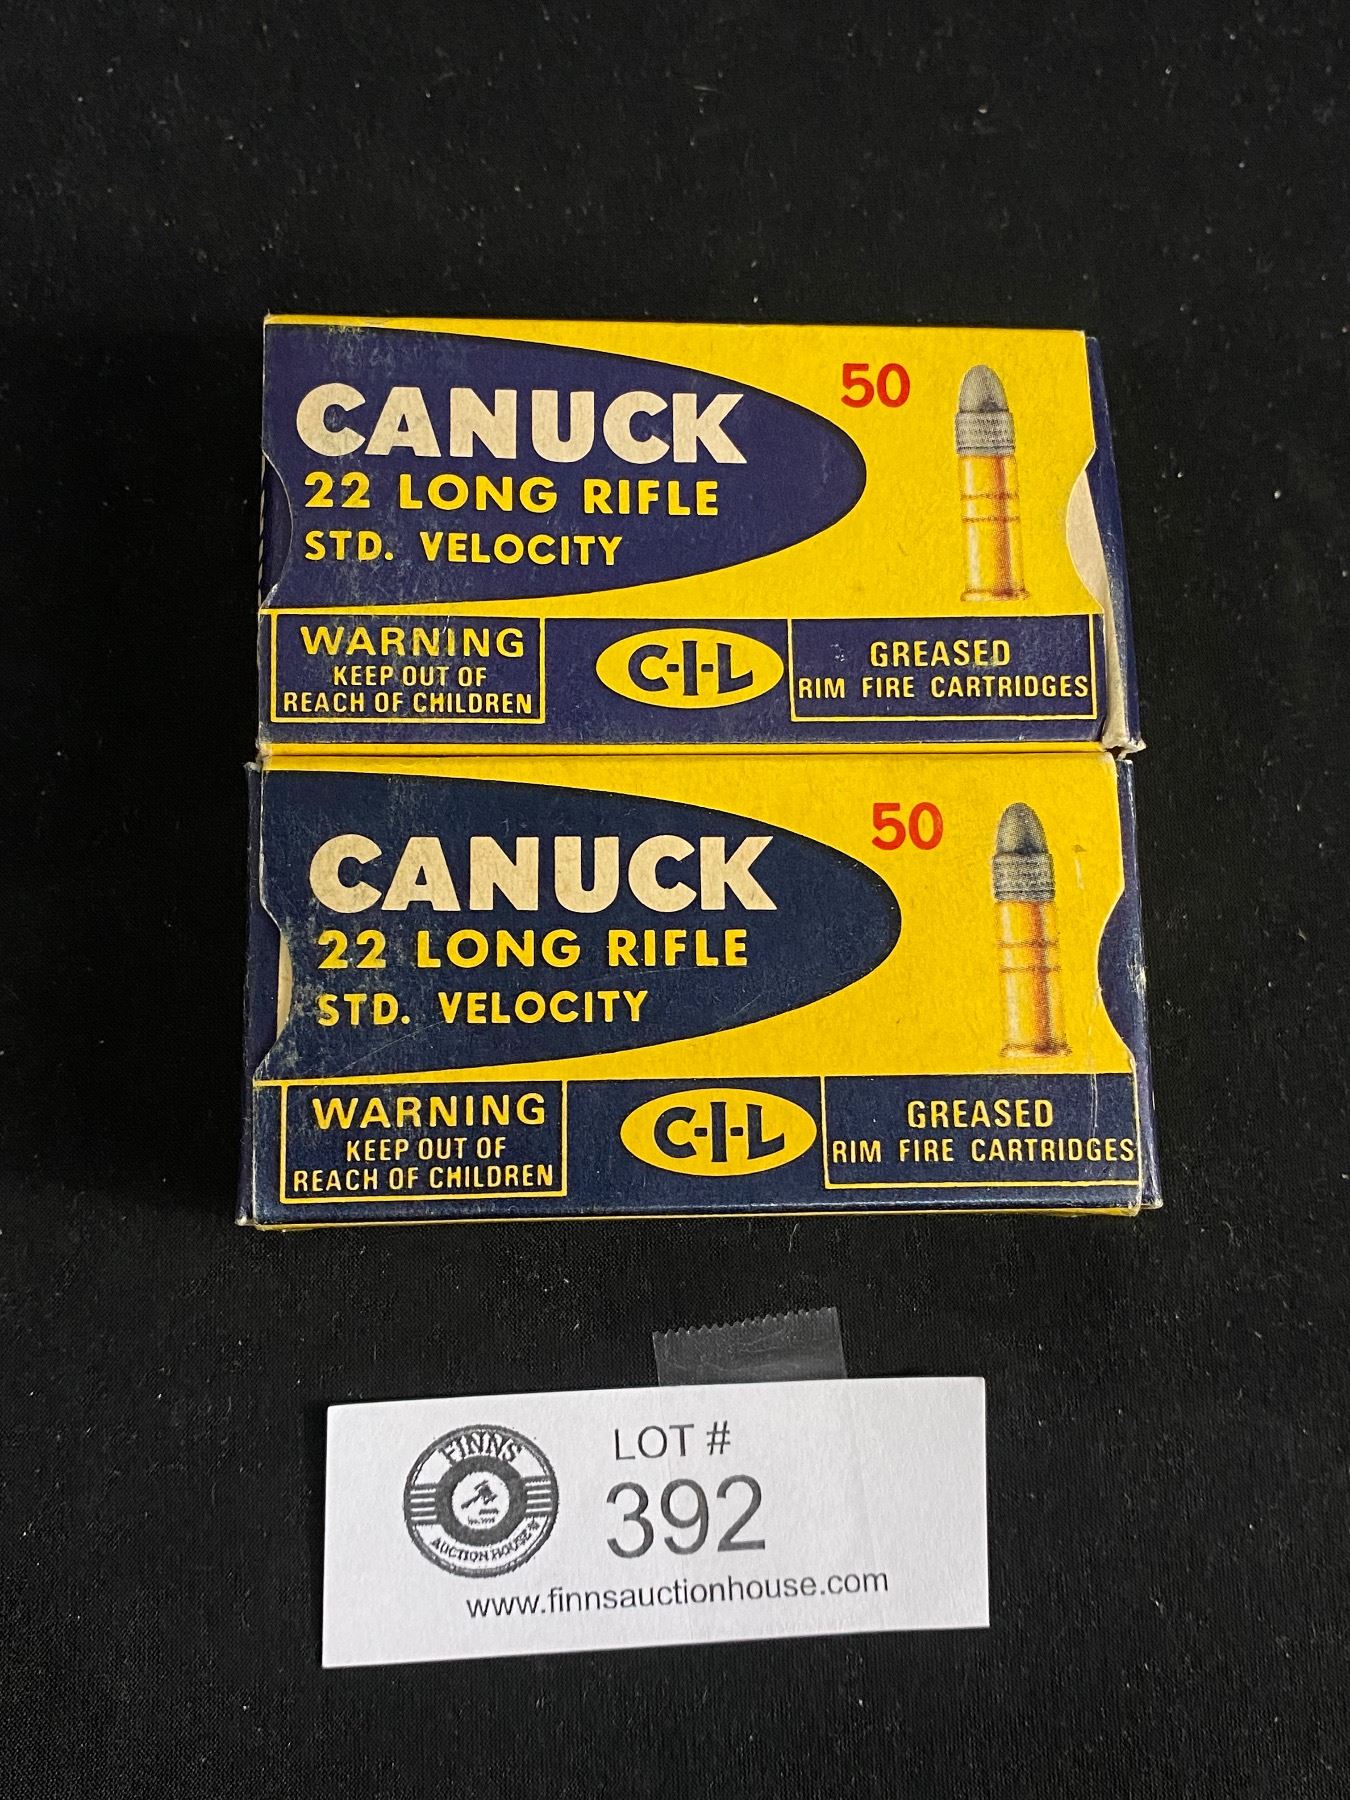 CANUCK
50
22 LONG RIFLE
STD. VELOCITY
WARNING
KEEP OUT OF
REACH OF CHILDREN
C-I-L
GREASED
RIM FIRE CARTRIDGES
CANUCK
50
22 LONG RIFLE
STD. VELOCITY
WARNING
KEEP OUT OF
REACH OF CHILDREN
C-I-L
GREASED
RIM FIRE CARTRIDGES
FINNS
AUCTION HOUSE
LOT #
392
www.finnsauctionhouse.com